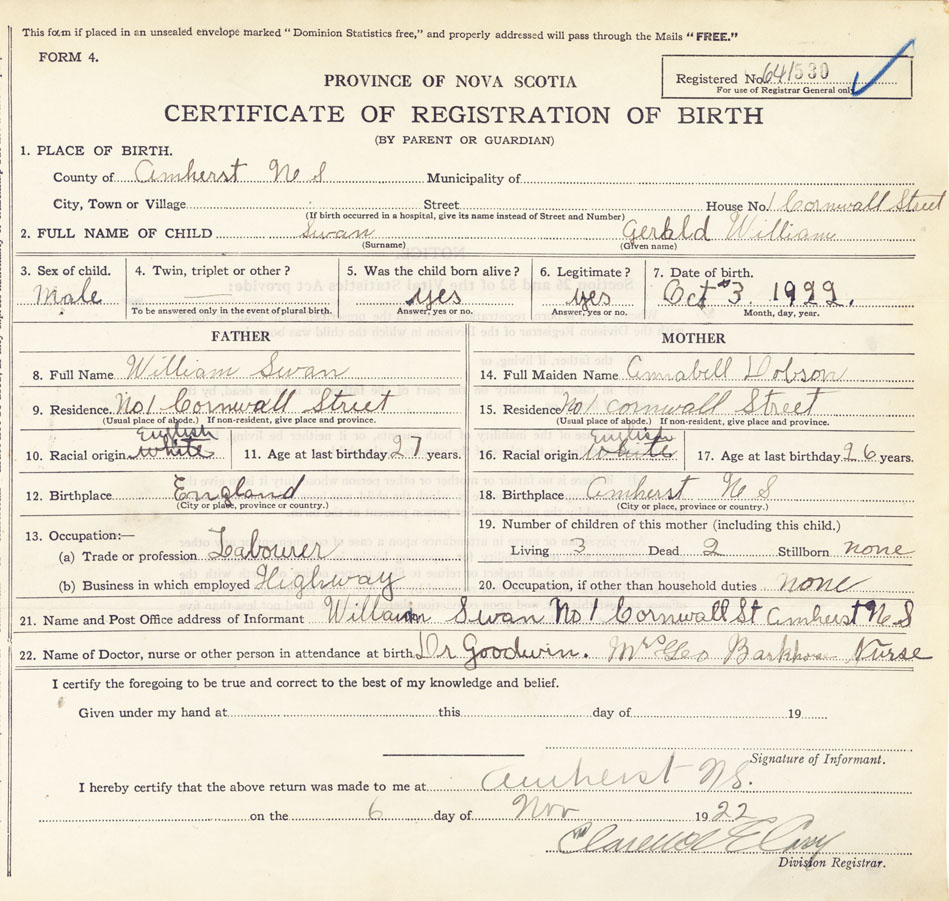 This form if placed in an unsealed envelope marked "Dominion Statistics free," and properly addressed will pass through the Mails "FREE."
FORM 4.
Registered No. 641530
For use of Registrar General only
PROVINCE OF NOVA SCOTIA
CERTIFICATE OF REGISTRATION OF BIRTH
(BY PARENT OR GUARDIAN)
1. PLACE OF BIRTH.
County of Amherst N S Municipality of
City, Town or Village Street House No. 1 Cornwall Street
(If birth occurred in a hospital, give its name instead of Street and Number)
2. FULL NAME OF CHILD Swan Gerald William
(Surname) (Given name)
3. Sex of child. 4. Twin, triplet or other? 5. Was the child born alive? 6. Legitimate? 7. Date of birth.
Male yes yes Oct 3. 1922.
To be answered only in the event of plural birth. Answer, yes or no. Answer, yes or no. Month, day, year.
FATHER MOTHER
8. Full Name William Swan 14. Full Maiden Name Annabell Dobson
9. Residence. No 1 Cornwall Street 15. Residence No 1 cornwall Street
(Usual place of abode.) If non-resident, give place and province. (Usual place of abode.) If non-resident, give place and province.
English English
10. Racial origin white 11. Age at last birthday 27 years. 16. Racial origin White 17. Age at last birthday 26 years.
12. Birthplace England 18. Birthplace Amherst N S
(City or place, province or country.) (City or place, province or country.)
13. Occupation:— 19. Number of children of this mother (including this child.)
(a) Trade or profession Labourer Living 3 Dead 2 Stillborn none
(b) Business in which employed Highway 20. Occupation, if other than household duties none
21. Name and Post Office address of Informant William Swan No 1 Cornwall St Amherst N S
22. Name of Doctor, nurse or other person in attendance at birth Dr Goodwin. Mrs Geo Nurse
I certify the foregoing to be true and correct to the best of my knowledge and belief.
Given under my hand at this day of 19
Signature of Informant.
I hereby certify that the above return was made to me at Amherst N S.
on the 6 day of Nov 1922
Clarence E
Division Registrar.